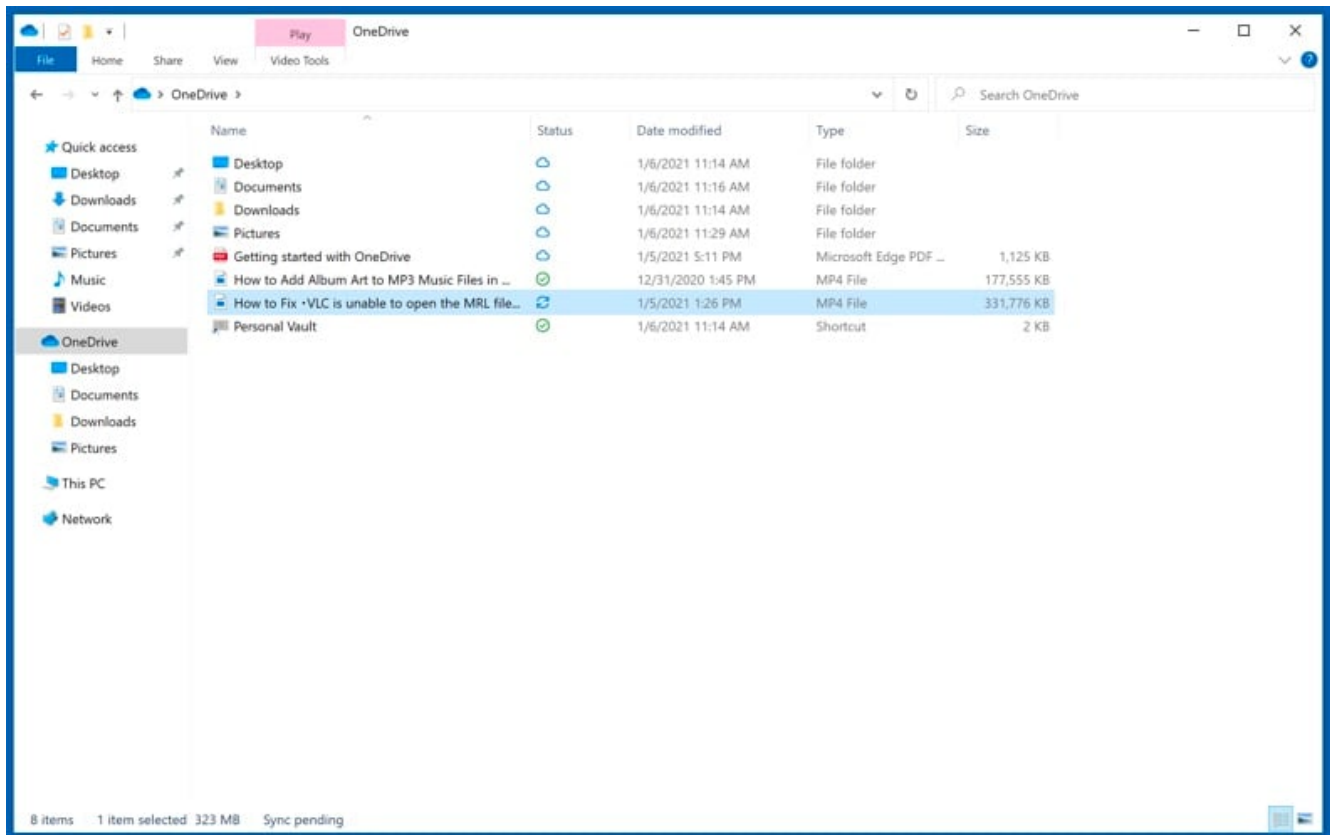 Play OneDrive
File Home Share View Video Tools
OneDrive Search OneDrive
Name Status Date modified Type Size
Quick access
Desktop
Downloads
Documents
Pictures
Music
Videos
OneDrive
Desktop
Documents
Downloads
Pictures
This PC
Network
Desktop 1/6/2021 11:14 AM File folder
Documents 1/6/2021 11:16 AM File folder
Downloads 1/6/2021 11:14 AM File folder
Pictures 1/6/2021 11:29 AM File folder
Getting started with OneDrive 1/5/2021 5:11 PM Microsoft Edge PDF ... 1,125 KB
How to Add Album Art to MP3 Music Files in ... 12/31/2020 1:45 PM MP4 File 177,555 KB
How to Fix •VLC is unable to open the MRL file... 1/5/2021 1:26 PM MP4 File 331,776 KB
Personal Vault 1/6/2021 11:14 AM Shortcut 2 KB
8 items 1 item selected 323 MB Sync pending